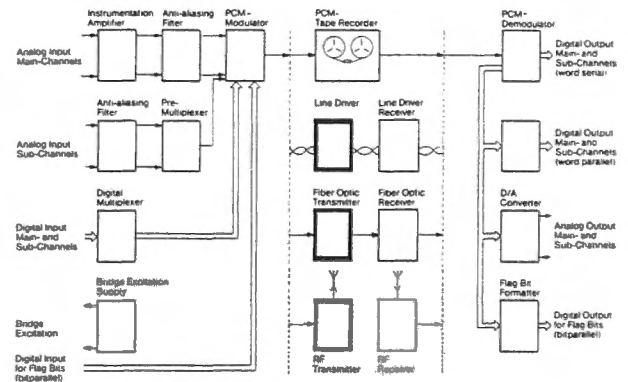 Instrumentation
Amplifier
Anti-aliasing
Filter
PCM-
Modulator
PCM-
Tape Recorder
PCM-
Demodulator
Analog Input
Main-Channels
Digital Output
Main- and
Sub-Channels
(word serial)
Anti-aliasing
Filter
Pre-
Multiplexer
Line Driver
Line Driver
Receiver
Analog Input
Sub-Channels
Digital Output
Main- and
Sub-Channels
(word parallel)
Digital
Multiplexer
Fiber Optic
Transmitter
Fiber Optic
Receiver
D/A
Converter
Digital Input
Main- and
Sub-Channels
Analog Output
Main- and
Sub-Channels
Bridge Excitation
Supply
Flag Bit
Formatter
Bridge
Excitation
Digital Output
for Flag Bits
(bitparallel)
Digital Input
for Flag Bits
(bitparallel)
RF
Transmitter
RF
Receiver